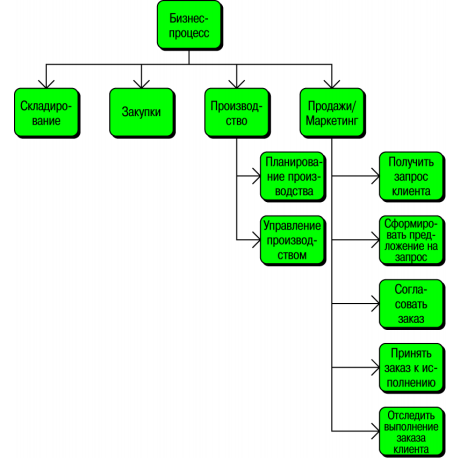 Бизнес-
процесс
Складиро-
вание
Закупки
Производ-
ство
Продажи/
Маркетинг
Планирова-
ние произ-
водства
Управление
производ-
ством
Получить
запрос
клиента
Сформиро-
вать пред-
ложение на
запрос
Согла-
совать
заказ
Принять
заказ к ис-
полнению
Отследить
выполнение
заказа
клиента